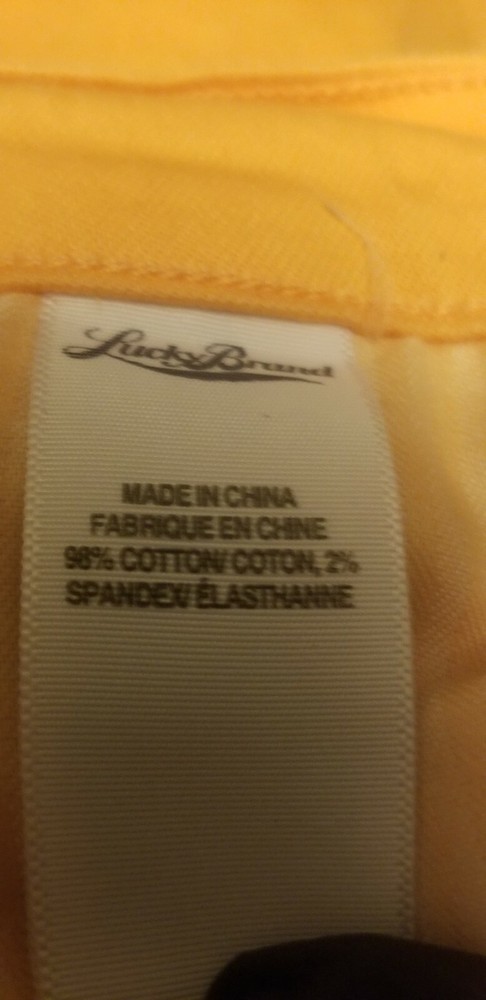 Lucky Brand
MADE IN CHINA
FABRIQUE EN CHINE
98% COTTON/ COTON, 2%
SPANDEX/ ÉLASTHANNE